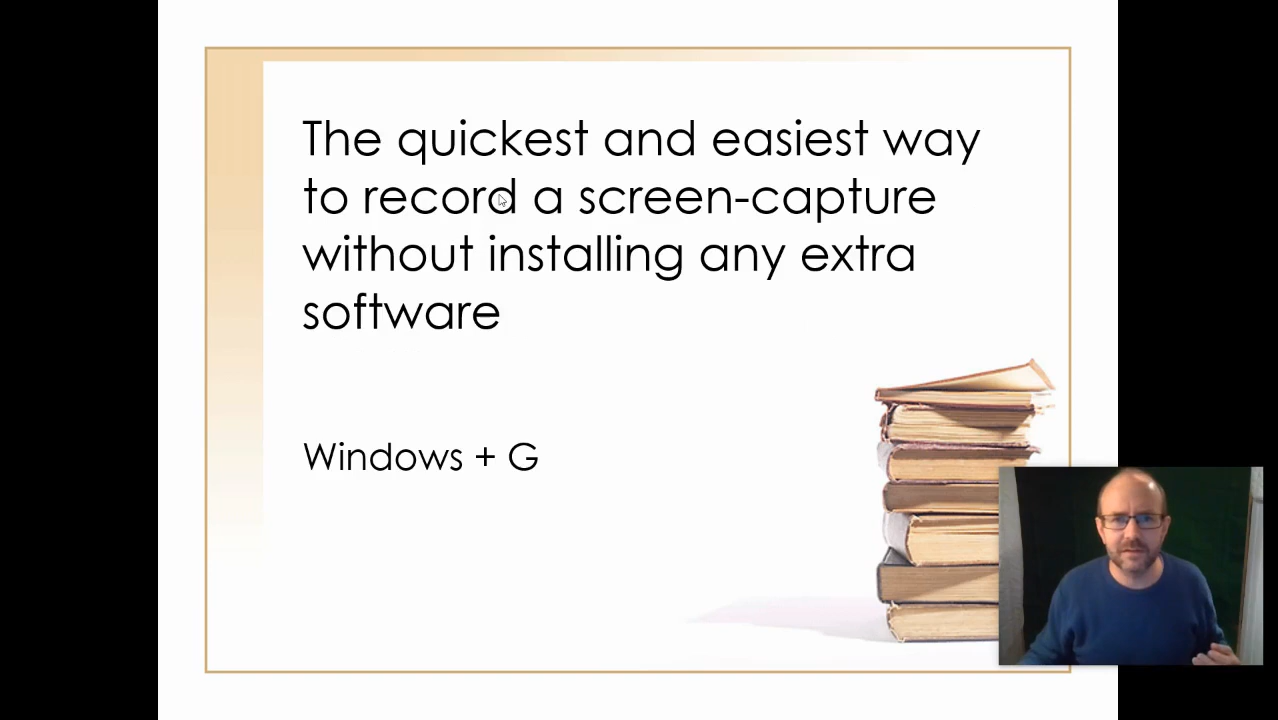 The quickest and easiest way
to record a screen-capture
without installing any extra
software
Windows + G